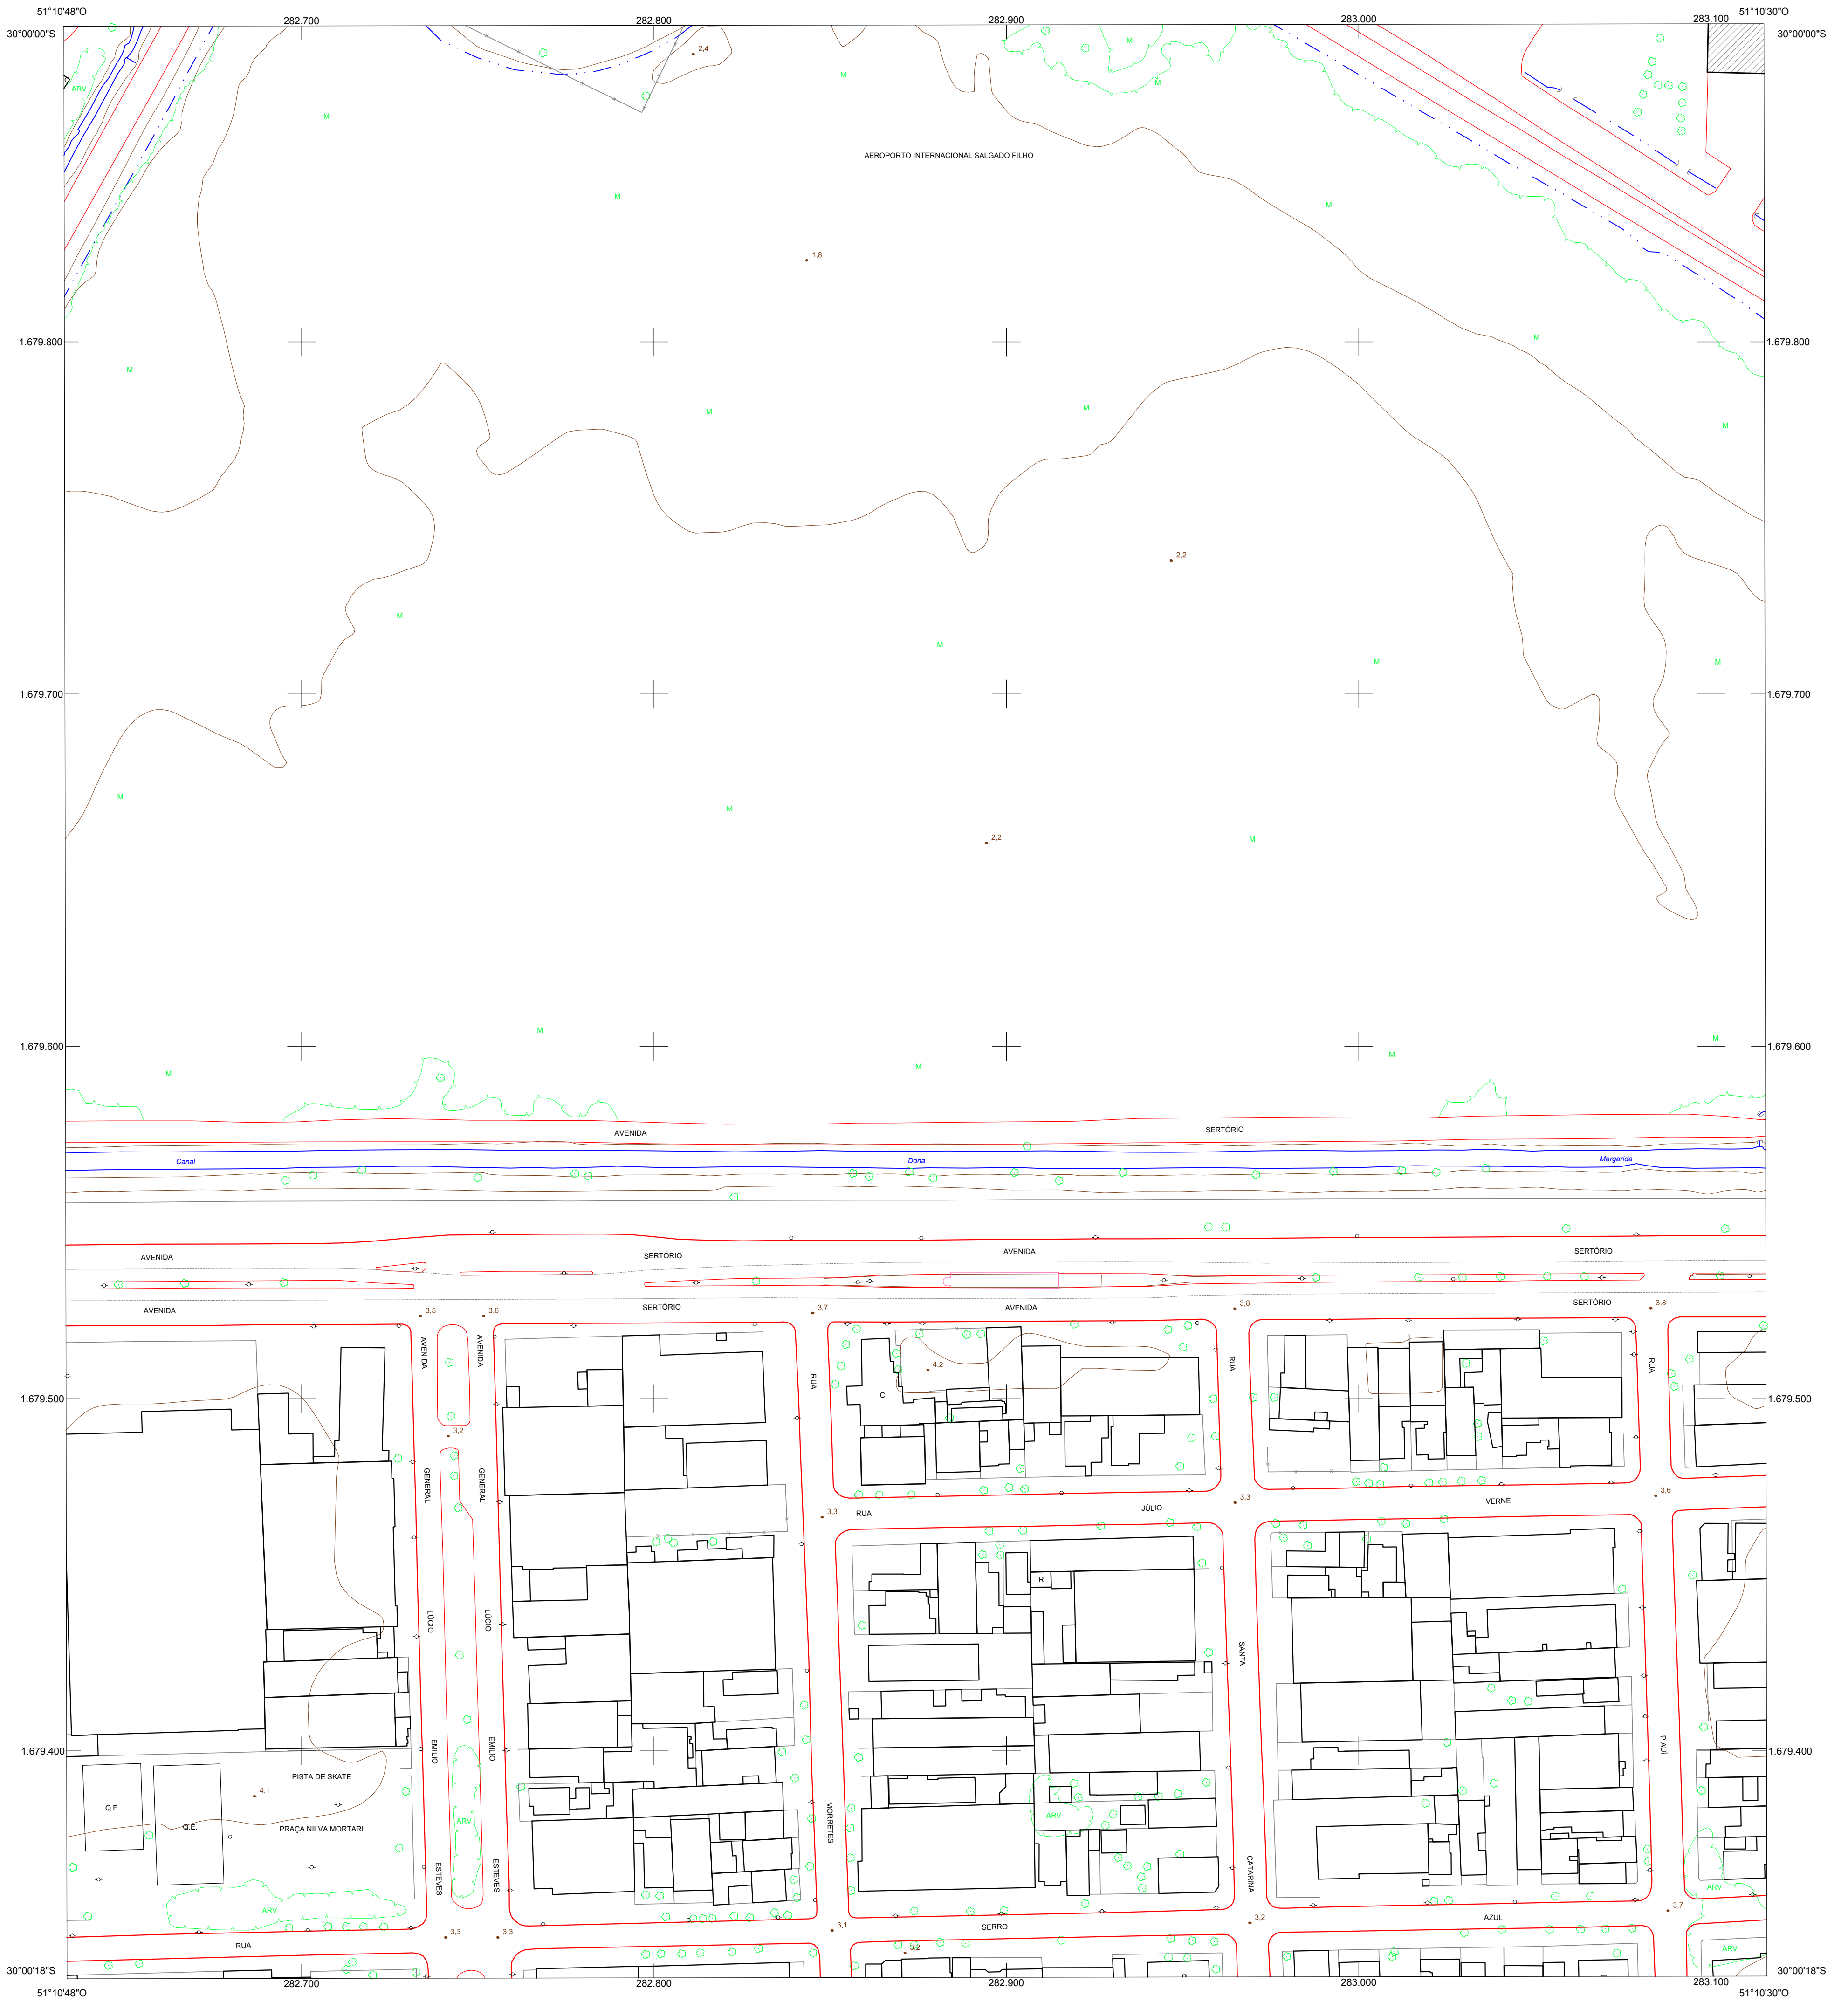 51°10'48"O
282.700
282.800
282.900
283.000
283.100
51°10'30"O
30°00'00"S
30°00'00"S
2,4
M
M
M
ARV
M
AEROPORTO INTERNACIONAL SALGADO FILHO
M
M
1,8
1.679.800
M
1.679.800
M
M
M
M
2,2
M
M
M
M
1.679.700
1.679.700
M
M
2,2
M
M
M
1.679.600
M
M
1.679.600
M
M
AVENIDA
SERTÓRIO
Canal
Dona
Margarida
AVENIDA
SERTÓRIO
AVENIDA
SERTÓRIO
AVENIDA
SERTÓRIO
AVENIDA
SERTÓRIO
3,5
3,6
3,7
3,8
3,8
AVENIDA
AVENIDA
RUA
RUA
RUA
4,2
C
1.679.500
1.679.500
3,2
GENERAL
GENERAL
3,3
RUA
JÚLIO
3,3
VERNE
3,6
R
LÚCIO
LÚCIO
SANTA
EMILIO
EMILIO
PIAUÍ
1.679.400
1.679.400
PISTA DE SKATE
4,1
Q.E.
Q.E.
PRAÇA NILVA MORTARI
ARV
MORRETES
ARV
ESTEVES
ESTEVES
CATARINA
ARV
ARV
3,3
3,3
3,1
SERRO
3,2
AZUL
3,7
RUA
3,2
ARV
30°00'18"S
30°00'18"S
282.700
282.800
282.900
283.000
283.100
51°10'48"O
51°10'30"O